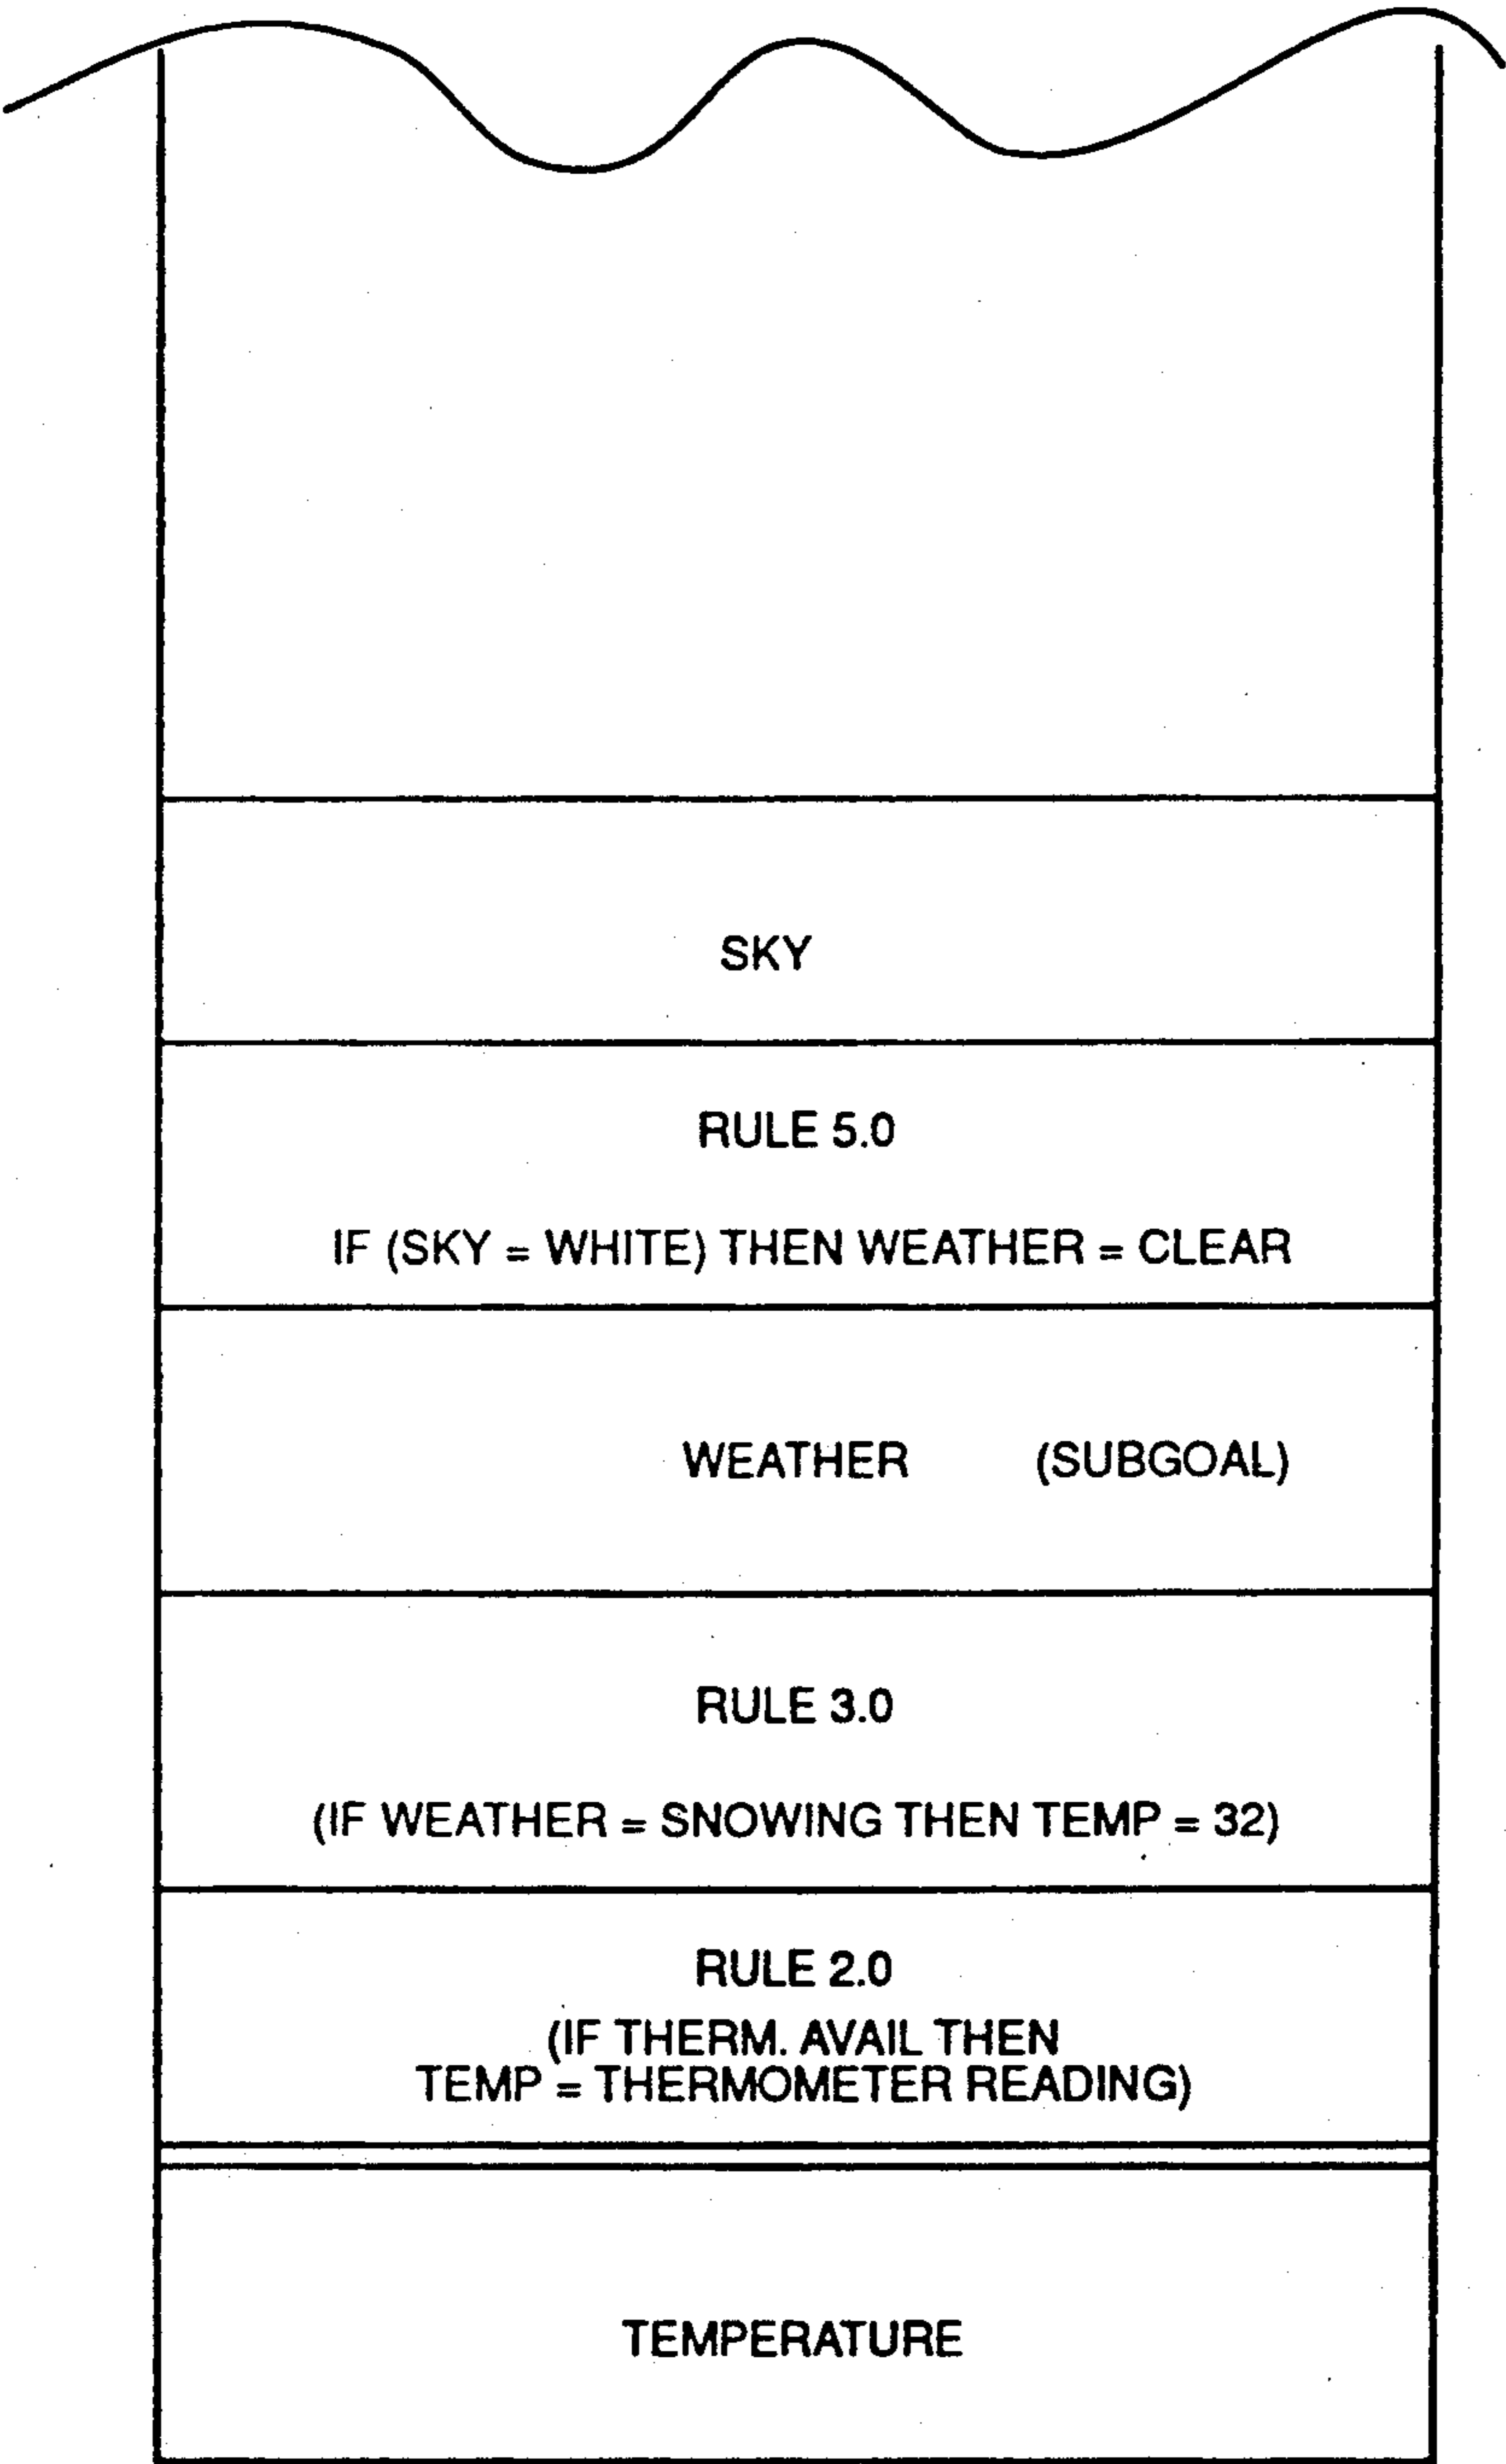 SKY
RULE 5.0
IF (SKY = WHITE) THEN WEATHER = CLEAR
WEATHER (SUBGOAL)
RULE 3.0
(IF WEATHER = SNOWING THEN TEMP = 32)
RULE 2.0
(IF THERM. AVAIL THEN
TEMP = THERMOMETER READING)
TEMPERATURE